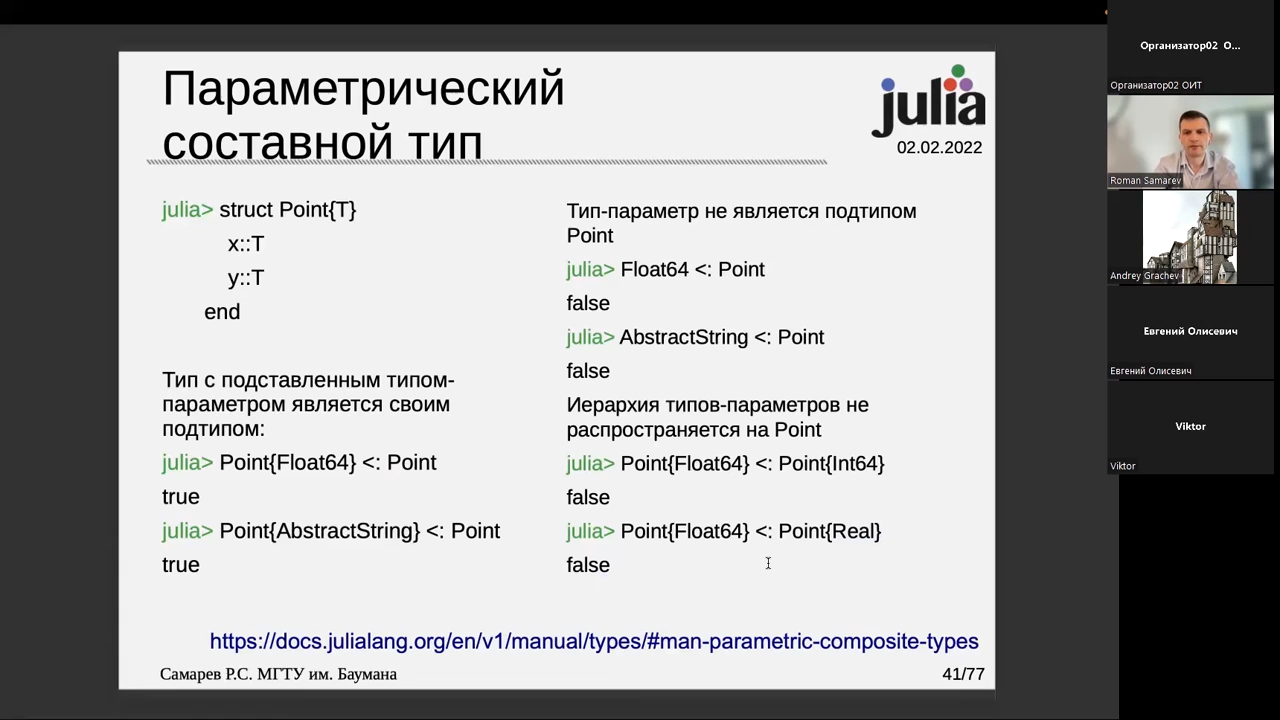 Параметрический
составной тип
julia
02.02.2022
julia> struct Point{T}
x::T
y::T
end
Тип с подставленным типом-
параметром является своим
подтипом:
julia> Point{Float64} <: Point
true
julia> Point{AbstractString} <: Point
true
Тип-параметр не является подтипом
Point
julia> Float64 <: Point
false
julia> AbstractString <: Point
false
Иерархия типов-параметров не
распространяется на Point
julia> Point{Float64} <: Point{Int64}
false
julia> Point{Float64} <: Point{Real}
false
https://docs.julialang.org/en/v1/manual/types/#man-parametric-composite-types
Самарев Р.С. МГТУ им. Баумана
41/77
Организатор02 О...
Организатор02 ОИТ
Roman Samarev
Andrey Grachev
Евгений Олисевич
Евгений Олисевич
Viktor
Viktor